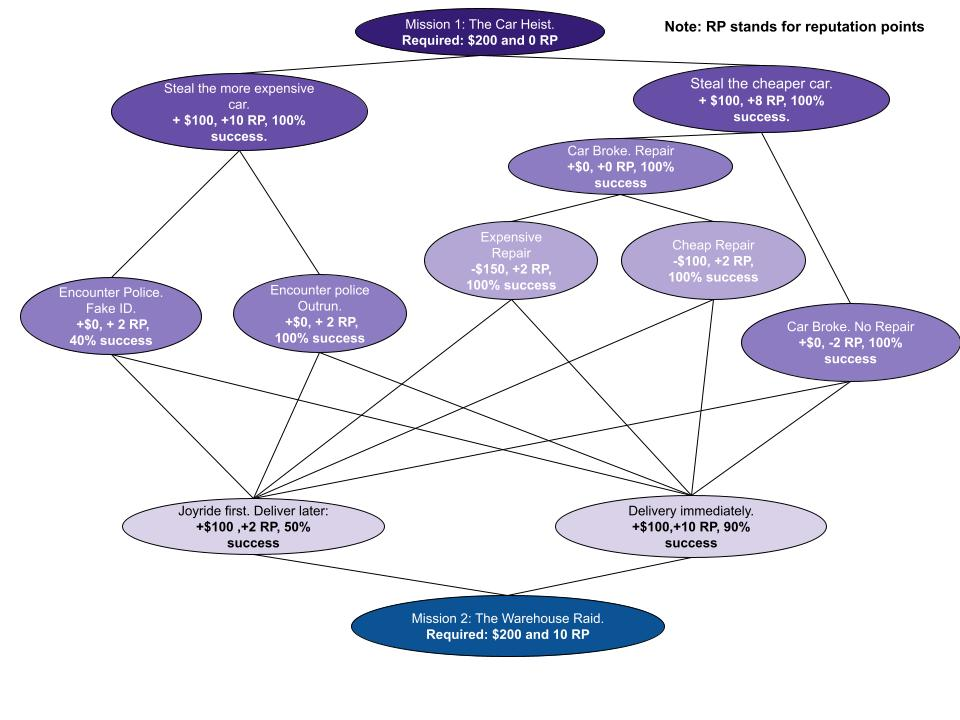 Mission 1: The Car Heist.
Required: $200 and 0 RP
Note: RP stands for reputation points
Steal the more expensive
car.
+ $100, +10 RP, 100%
success.
Steal the cheaper car.
+ $100, +8 RP, 100%
success.
Car Broke. Repair
+$0, +0 RP, 100%
success
Expensive
Repair
-$150, +2 RP,
100% success
Cheap Repair
-$100, +2 RP,
100% success
Encounter Police.
Fake ID.
+$0, + 2 RP,
40% success
Encounter police
Outrun.
+$0, + 2 RP,
100% success
Car Broke. No Repair
+$0, -2 RP, 100%
success
Joyride first. Deliver later:
+$100 ,+2 RP, 50%
success
Delivery immediately.
+$100,+10 RP, 90%
success
Mission 2: The Warehouse Raid.
Required: $200 and 10 RP